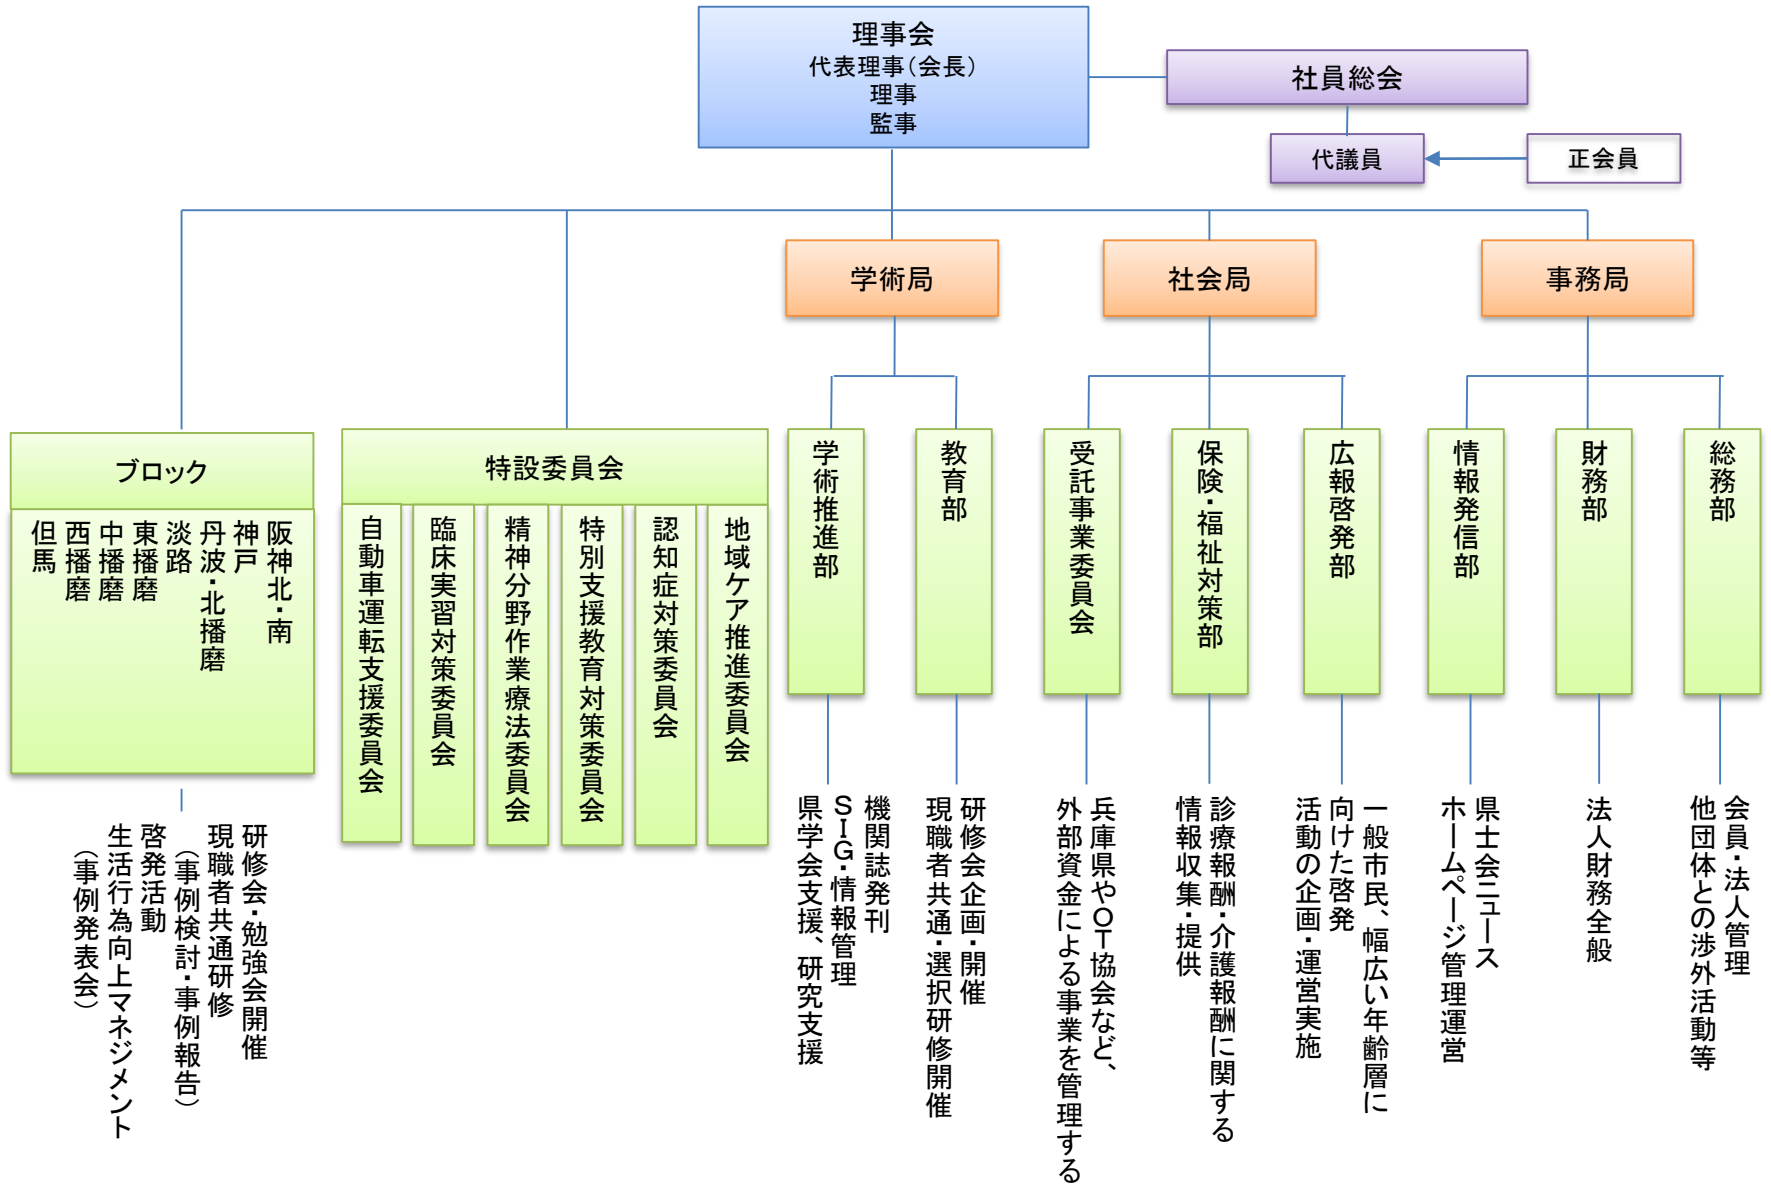 理事会
代表理事（会長）
理事
監事
社員総会
代議員
正会員
学術局
社会局
事務局
ブロック
阪神北・南
神戸
丹波・北播磨
淡路
東播磨
中播磨
西播磨
但馬
研修会・勉強会開催
現職者共通研修
（事例検討・事例報告）
啓発活動
生活行為向上マネジメント
（事例発表会）
特設委員会
自動車運転支援委員会
臨床実習対策委員会
精神分野作業療法委員会
特別支援教育対策委員会
認知症対策委員会
地域ケア推進委員会
学術推進部
機関誌発刊
ＳＩＧ・情報管理
県学会支援、研究支援
教育部
研修会企画・開催
現職者共通・選択研修開催
受託事業委員会
兵庫県やＯＴ協会など、
外部資金による事業を管理する
保険・福祉対策部
診療報酬・介護報酬に関する
情報収集・提供
広報啓発部
一般市民、幅広い年齢層に
向けた啓発
活動の企画・運営実施
情報発信部
県士会ニュース
ホームページ管理運営
財務部
法人財務全般
総務部
会員・法人管理
他団体との渉外活動等